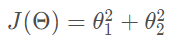 J(Θ) = θ₁² + θ₂²